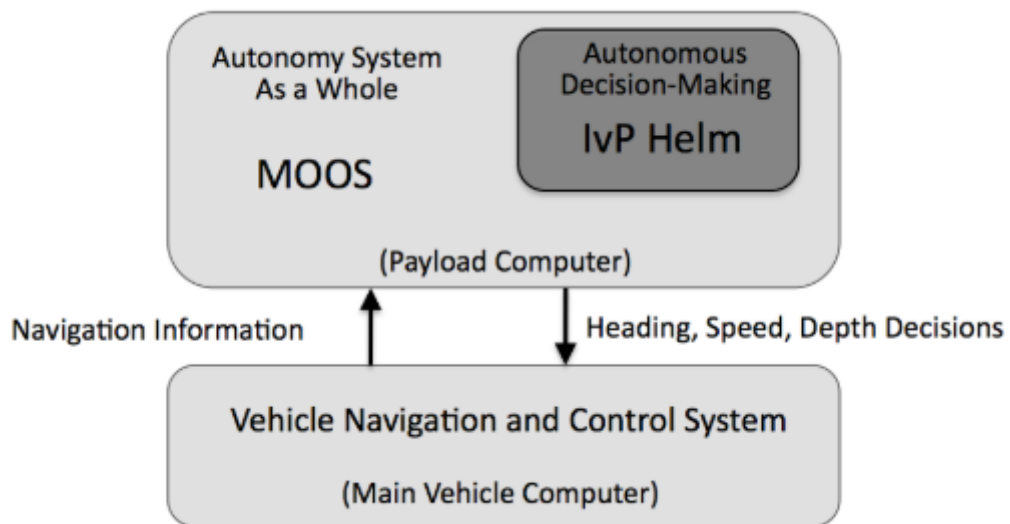 Autonomy System
As a Whole
MOOS
Autonomous
Decision-Making
IvP Helm
(Payload Computer)
Navigation Information
Heading, Speed, Depth Decisions
Vehicle Navigation and Control System
(Main Vehicle Computer)